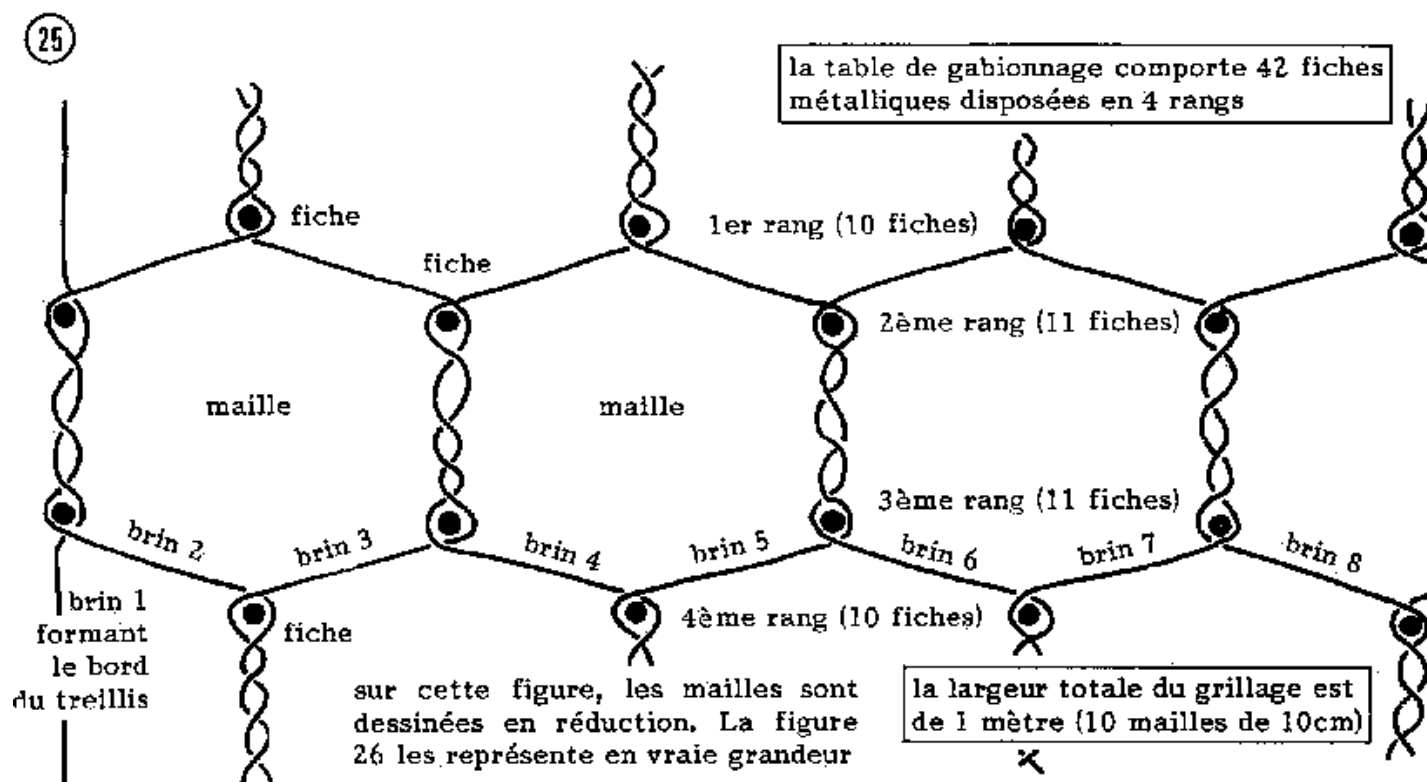 25
la table de gabionnage comporte 42 fiches
métalliques disposées en 4 rangs
fiche
1er rang (10 fiches)
fiche
2ème rang (11 fiches)
maille
maille
3ème rang (11 fiches)
brin 2
brin 3
brin 4
brin 5
brin 6
brin 7
brin 8
brin 1
formant
le bord
du treillis
fiche
4ème rang (10 fiches)
sur cette figure, les mailles sont
dessinées en réduction. La figure
26 les représente en vraie grandeur
la largeur totale du grillage est
de 1 mètre (10 mailles de 10cm)